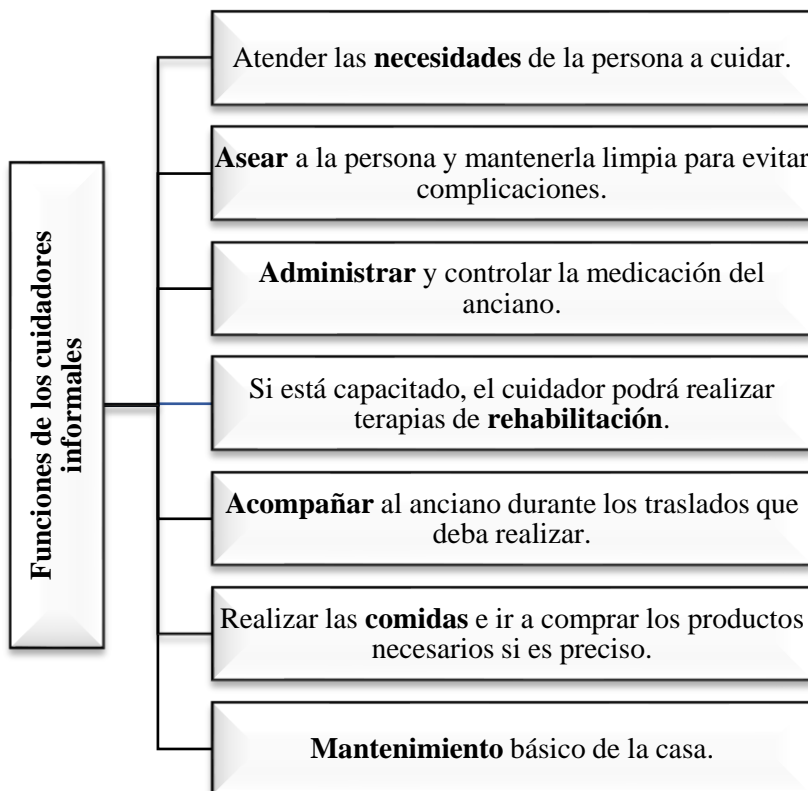 Funciones de los cuidadores
informales
Atender las necesidades de la persona a cuidar.
Asear a la persona y mantenerla limpia para evitar
complicaciones.
Administrar y controlar la medicación del
anciano.
Si está capacitado, el cuidador podrá realizar
terapias de rehabilitación.
Acompañar al anciano durante los traslados que
deba realizar.
Realizar las comidas e ir a comprar los productos
necesarios si es preciso.
Mantenimiento básico de la casa.